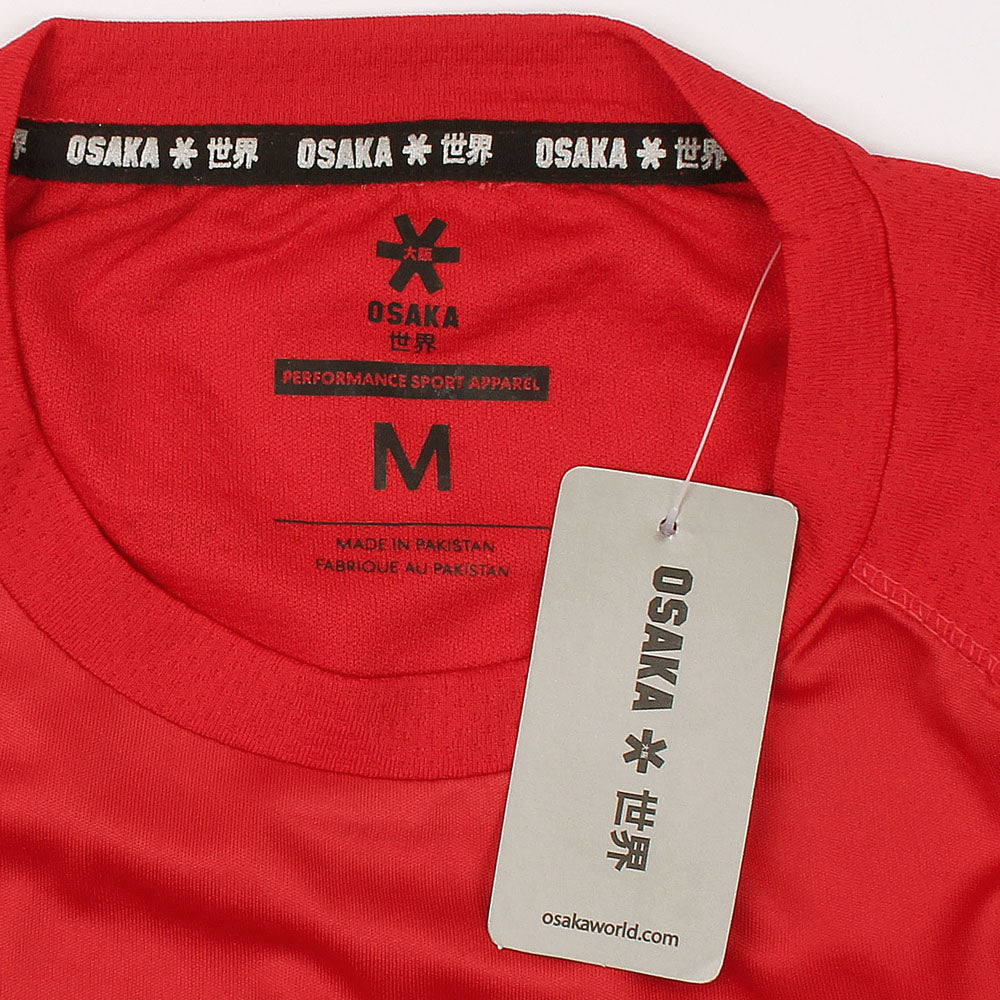 OSAKA 世界 OSAKA 世界 OSAKA 世界
大阪
OSAKA
世界
PERFORMANCE SPORT APPAREL
M
MADE IN PAKISTAN
FABRIQUE AU PAKISTAN
OSAKA 世界
osakaworld.com